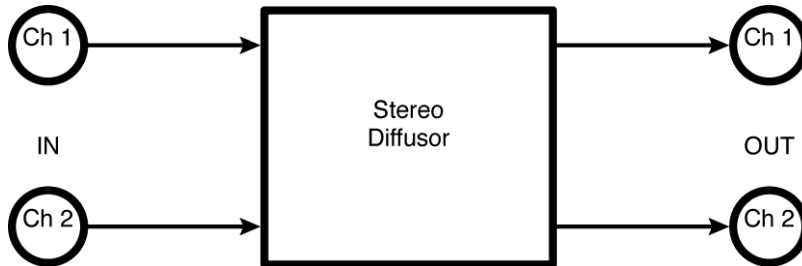 Ch 1
Ch 1
Stereo
Diffusor
IN
OUT
Ch 2
Ch 2